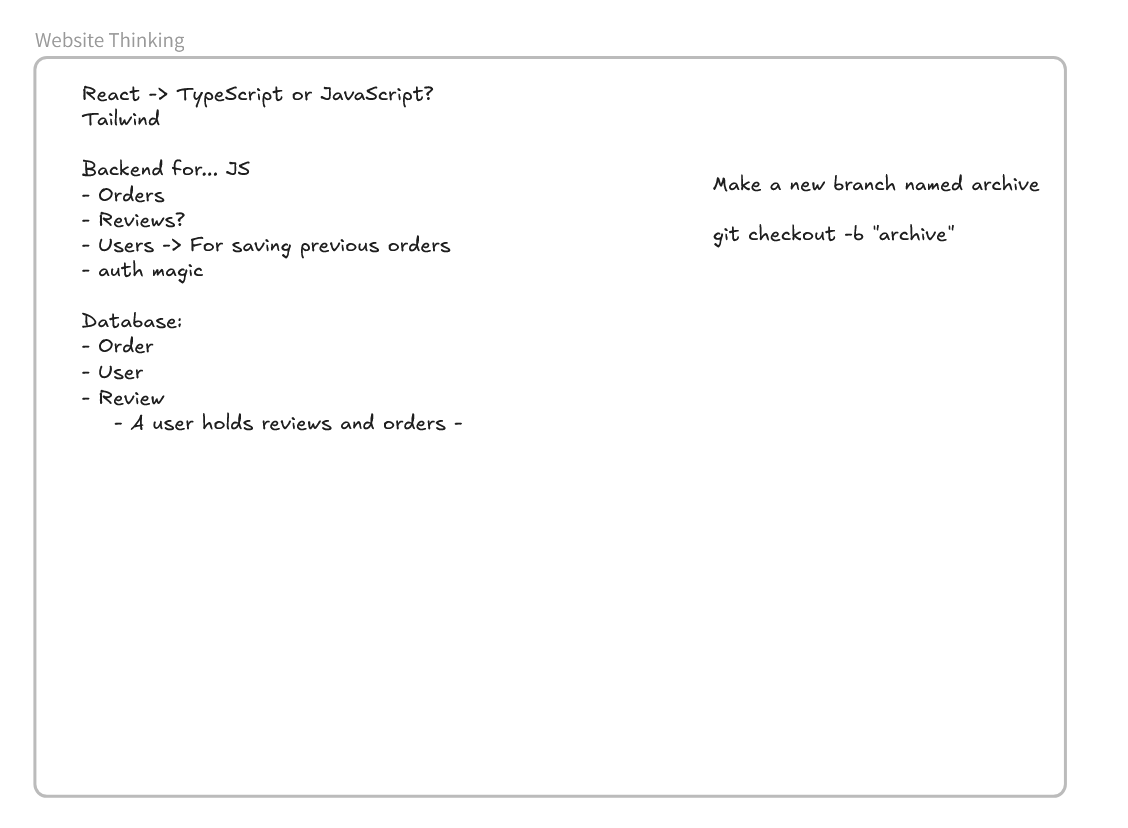 Website Thinking
React -> TypeScript or JavaScript?
Tailwind
Backend for... JS
- Orders
- Reviews?
- Users -> For saving previous orders
- auth magic
Database:
- Order
- User
- Review
- A user holds reviews and orders -
Make a new branch named archive
git checkout -b "archive"